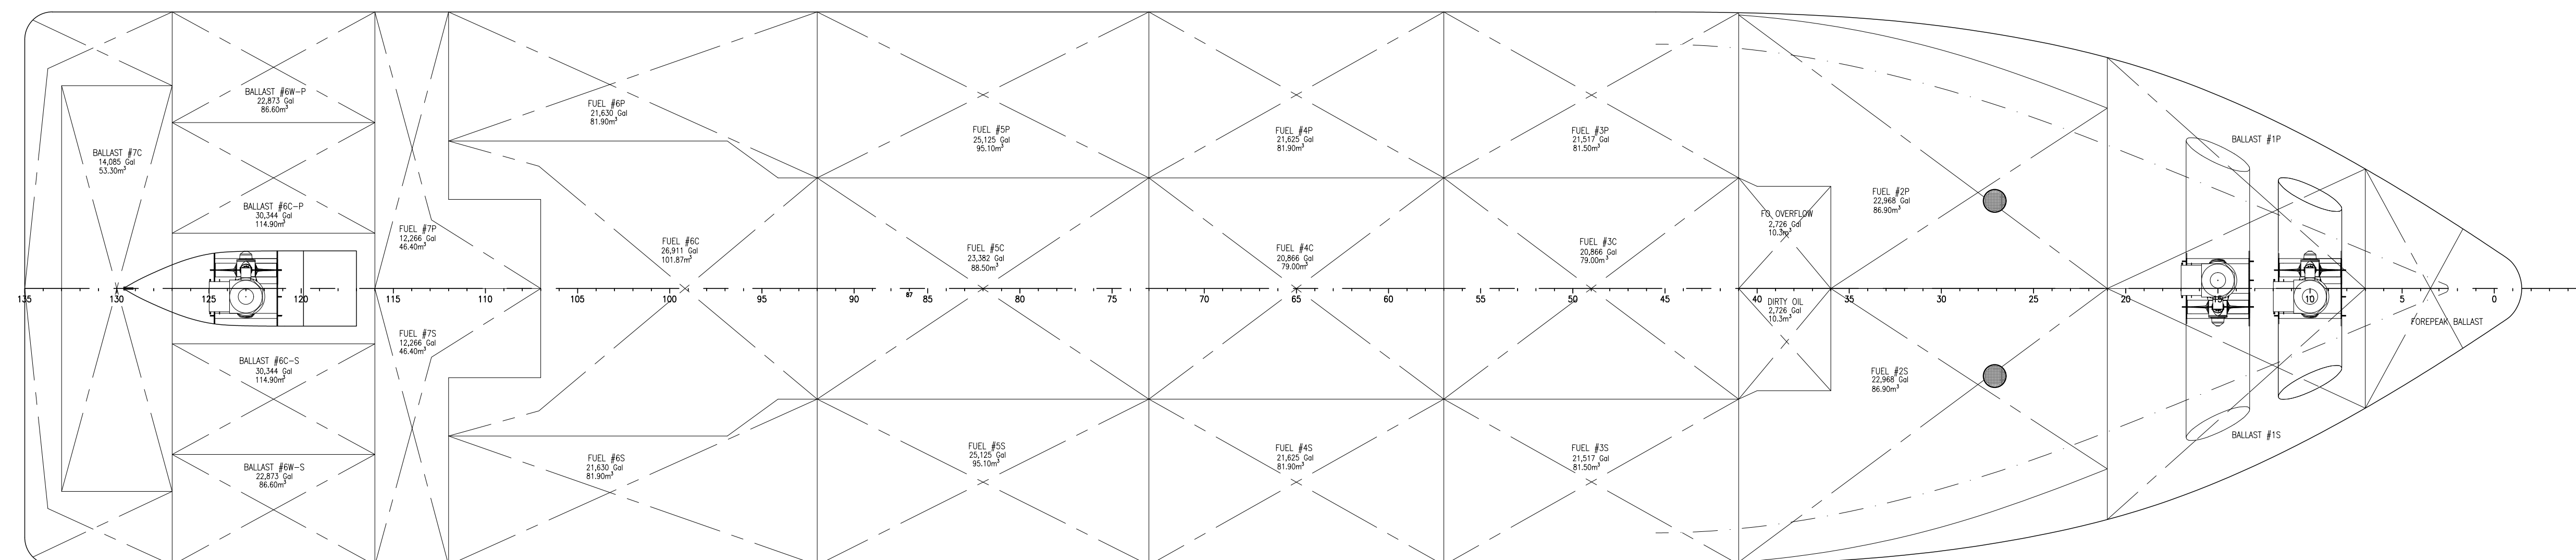 BALLAST #7C
14,085 Gal
53.30m³
BALLAST #6W-P
22,873 Gal
86.60m³
BALLAST #6C-P
30,344 Gal
114.90m³
BALLAST #6C-S
30,344 Gal
114.90m³
BALLAST #6W-S
22,873 Gal
86.60m³
FUEL #7P
12,266 Gal
46.40m³
FUEL #7S
12,266 Gal
46.40m³
FUEL #6P
21,630 Gal
81.90m³
FUEL #6C
26,911 Gal
101.87m³
FUEL #6S
21,630 Gal
81.90m³
FUEL #5P
25,125 Gal
95.10m³
FUEL #5C
23,382 Gal
88.50m³
FUEL #5S
25,125 Gal
95.10m³
FUEL #4P
21,625 Gal
81.90m³
FUEL #4C
20,866 Gal
79.00m³
FUEL #4S
21,625 Gal
81.90m³
FUEL #3P
21,517 Gal
81.50m³
FUEL #3C
20,866 Gal
79.00m³
FUEL #3S
21,517 Gal
81.50m³
FO OVERFLOW
2,726 Gal
10.3m³
DIRTY OIL
2,726 Gal
10.3m³
FUEL #2P
22,968 Gal
86.90m³
FUEL #2S
22,968 Gal
86.90m³
BALLAST #1P
BALLAST #1S
FOREPEAK BALLAST
135 130 125 120 115 110 105 100 95 90 87 85 80 75 70 65 60 55 50 45 40 35 30 25 20 15 10 5 0